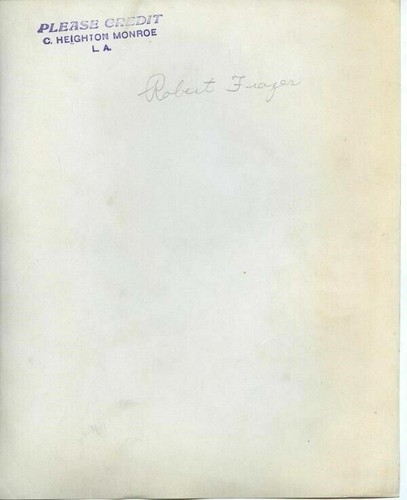 PLEASE CREDIT
C. HEIGHTON MONROE
L. A.
Robert Frazer